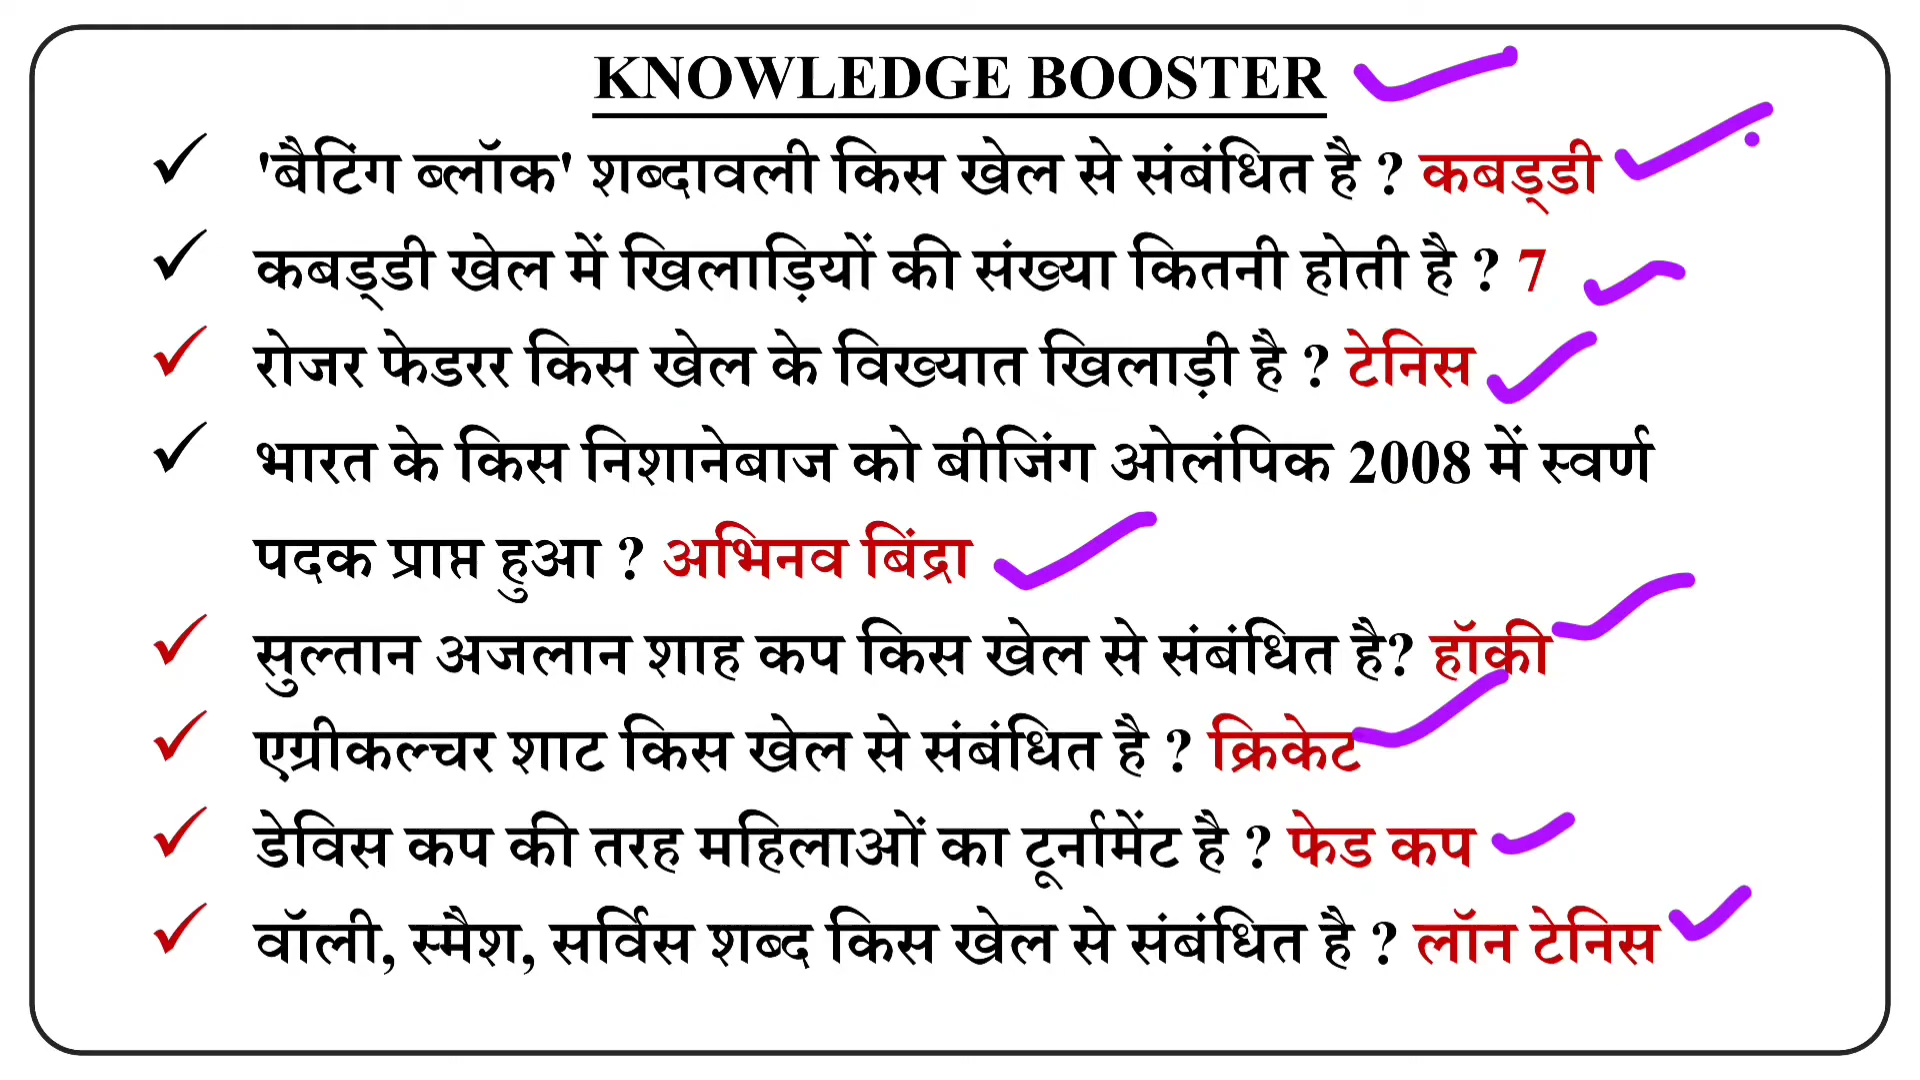 KNOWLEDGE BOOSTER
'बैटिंग ब्लॉक' शब्दावली किस खेल से संबंधित है ? कबड्डी
कबड्डी खेल में खिलाड़ियों की संख्या कितनी होती है ? 7
रोजर फेडरर किस खेल के विख्यात खिलाड़ी है ? टेनिस
भारत के किस निशानेबाज को बीजिंग ओलंपिक 2008 में स्वर्ण
पदक प्राप्त हुआ ? अभिनव बिंद्रा
सुल्तान अजलान शाह कप किस खेल से संबंधित है? हॉकी
एग्रीकल्चर शाट किस खेल से संबंधित है ? क्रिकेट
डेविस कप की तरह महिलाओं का टूर्नामेंट है ? फेड कप
वॉली, स्मैश, सर्विस शब्द किस खेल से संबंधित है ? लॉन टेनिस